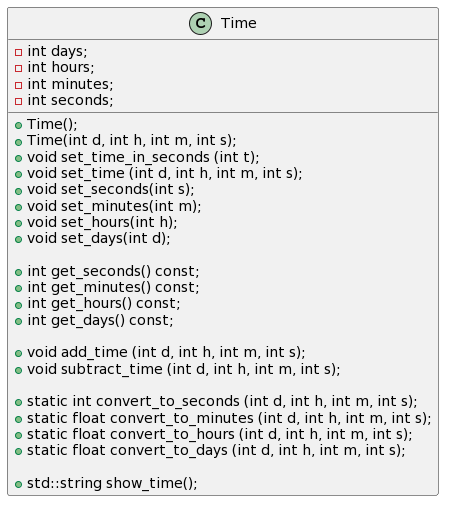 C Time
int days;
int hours;
int minutes;
int seconds;
Time();
Time(int d, int h, int m, int s);
void set_time_in_seconds (int t);
void set_time (int d, int h, int m, int s);
void set_seconds(int s);
void set_minutes(int m);
void set_hours(int h);
void set_days(int d);
int get_seconds() const;
int get_minutes() const;
int get_hours() const;
int get_days() const;
void add_time (int d, int h, int m, int s);
void subtract_time (int d, int h, int m, int s);
static int convert_to_seconds (int d, int h, int m, int s);
static float convert_to_minutes (int d, int h, int m, int s);
static float convert_to_hours (int d, int h, int m, int s);
static float convert_to_days (int d, int h, int m, int s);
std::string show_time();